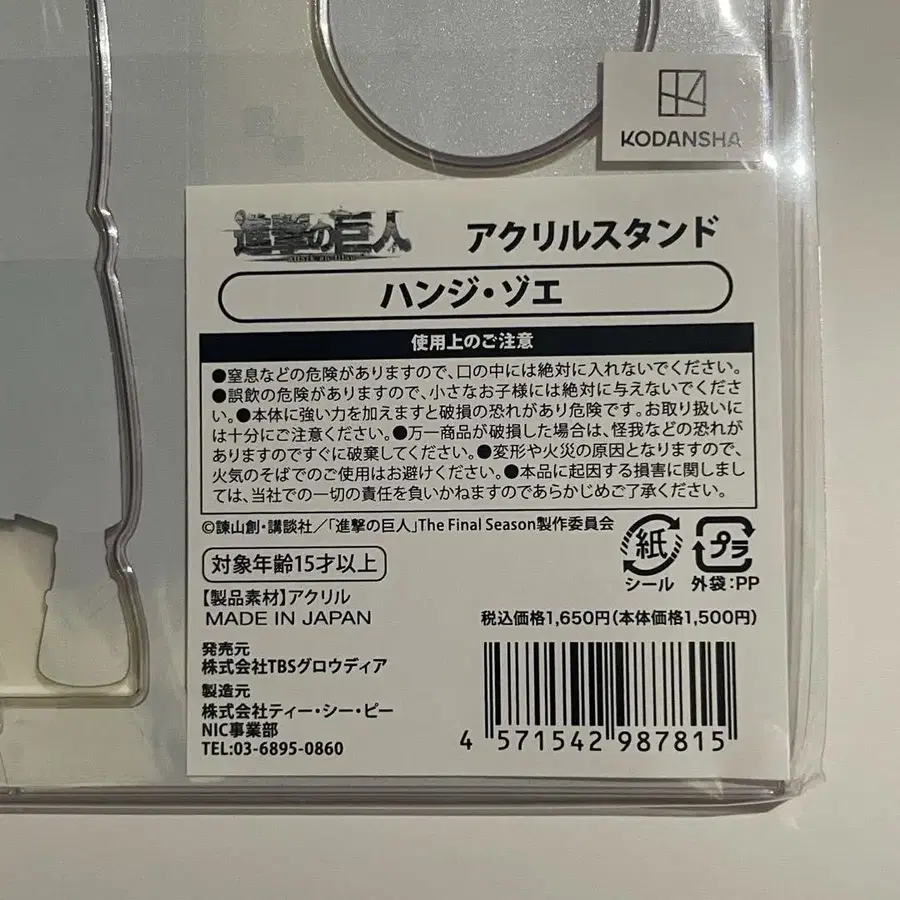 KODANSHA
進撃の巨人 アクリルスタンド
attack on titan
ハンジ・ゾエ
使用上のご注意
●窒息などの危険がありますので、口の中には絶対に入れないでください。
●誤飲の危険がありますので、小さなお子様には絶対に与えないでくださ
い。●本体に強い力を加えますと破損の恐れがあり危険です。お取り扱いに
は十分にご注意ください。●万一商品が破損した場合は、怪我などの恐れが
ありますのですぐに破棄してください。●変形や火災の原因となりますので、
火気のそばでのご使用はお避けください。●本品に起因する損害に関しまし
ては、当社での一切の責任を負いかねますのであらかじめご了承ください。
©諫山創・講談社／「進撃の巨人」The Final Season製作委員会
対象年齢15才以上
紙
シール
プラ
外袋：PP
【製品素材】アクリル
MADE IN JAPAN
税込価格1,650円（本体価格1,500円）
発売元
株式会社TBSグロウディア
製造元
株式会社ティー・シー・ピー
NIC事業部
TEL:03-6895-0860
4 571542 987815